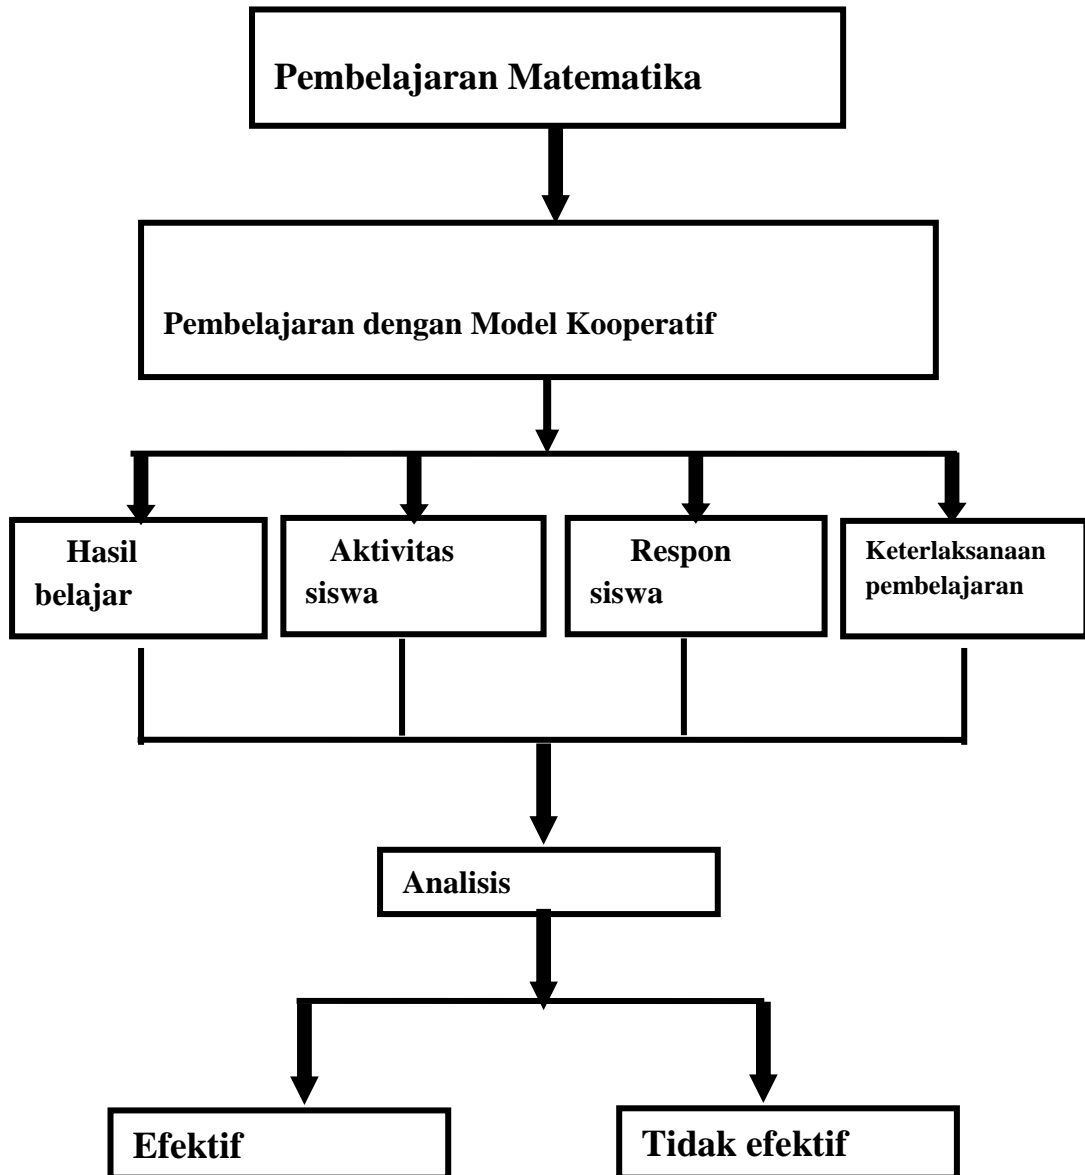 Pembelajaran Matematika
Pembelajaran dengan Model Kooperatif
Hasil
belajar
Aktivitas
siswa
Respon
siswa
Keterlaksanaan
pembelajaran
Analisis
Efektif
Tidak efektif